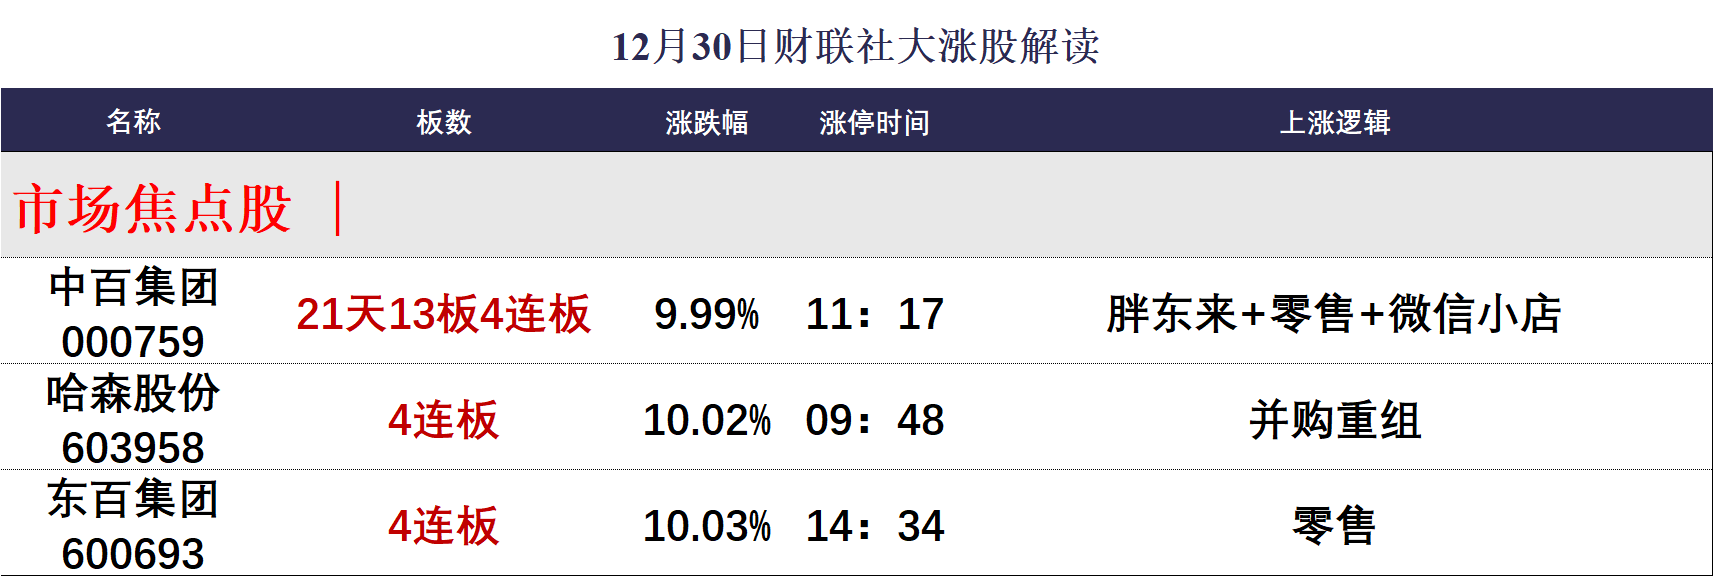 12月30日财联社大涨股解读
名称 板数 涨跌幅 涨停时间 上涨逻辑
市场焦点股 |
中百集团
000759 21天13板4连板 9.99% 11：17 胖东来+零售+微信小店
哈森股份
603958 4连板 10.02% 09：48 并购重组
东百集团
600693 4连板 10.03% 14：34 零售